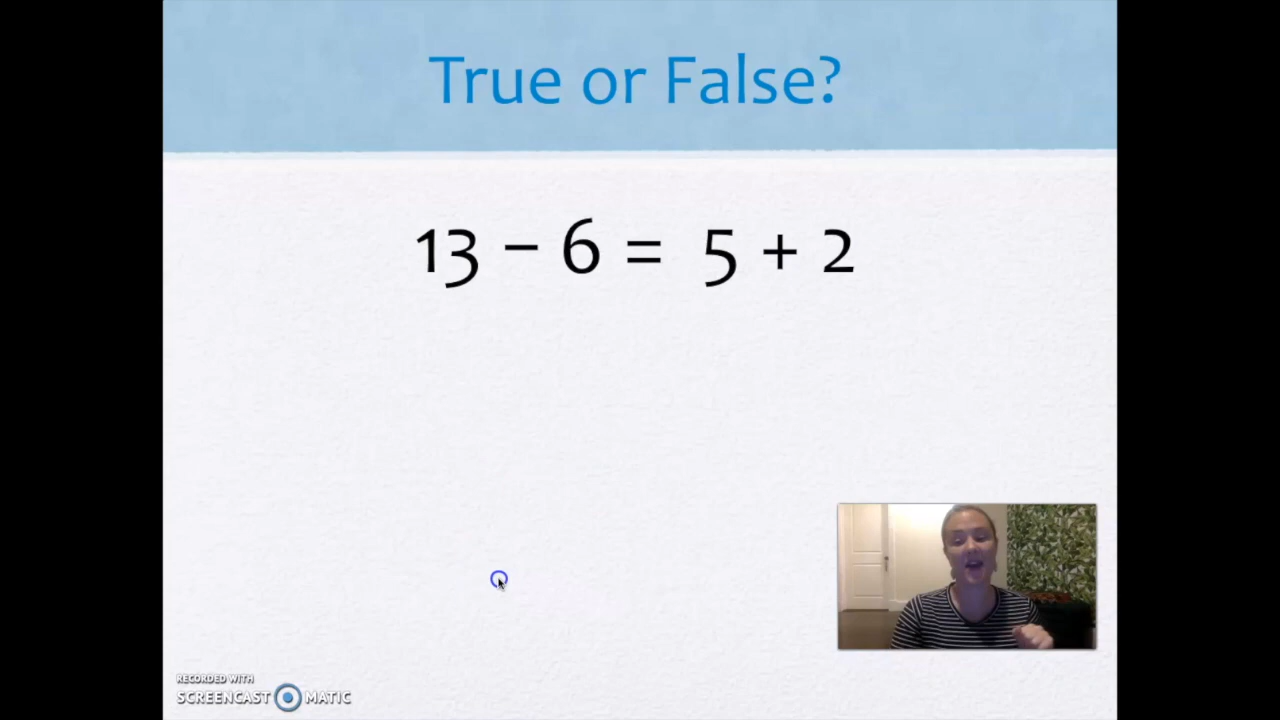 True or False?
13 – 6 = 5 + 2
RECORDED WITH
SCREENCAST MATIC